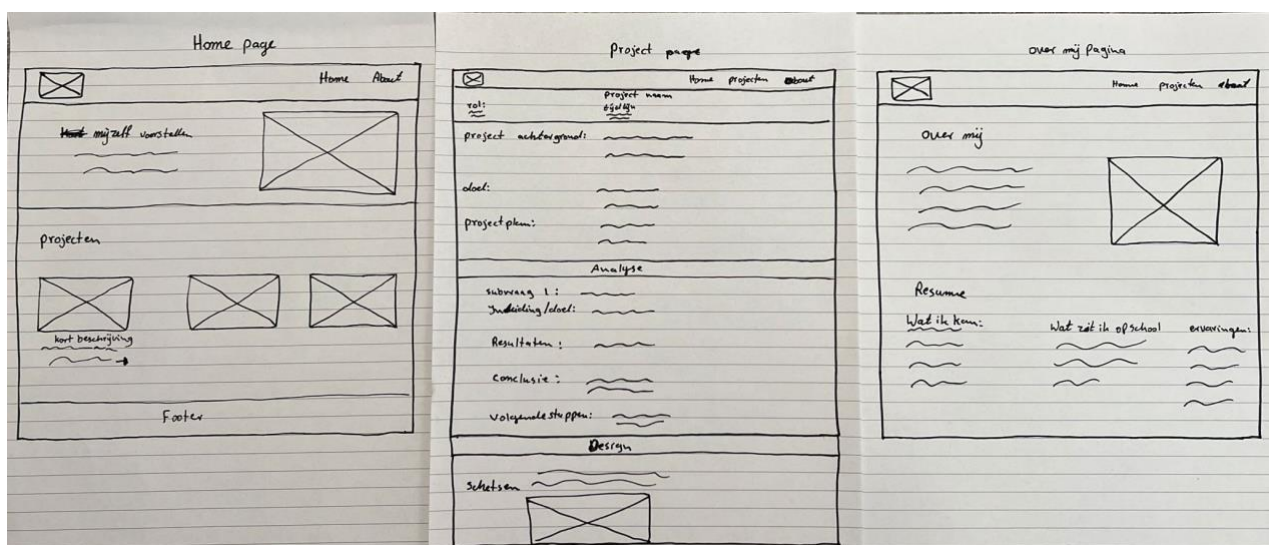 Home page
Home About
mijzelf voorstellen
projecten
kort beschrijving
Footer
Project page
Home projecten about
Project naam
rol:
tijdlijn
project achtergrond:
doel:
projectplan:
Analyse
subvraag 1:
Inleiding/doel:
Resultaten:
Conclusie:
Volgende stappen:
Design
schetsen
over mij Pagina
Home projecten about
over mij
Resume
Wat ik kan:
Wat zit ik op school
ervaringen: